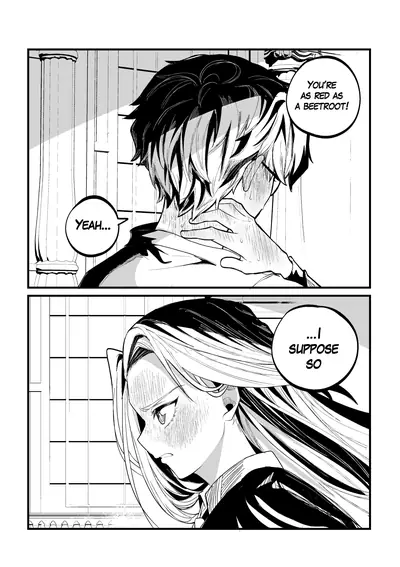 YOU'RE
AS RED AS
A BEETROOT!
YEAH...
...I
SUPPOSE
SO